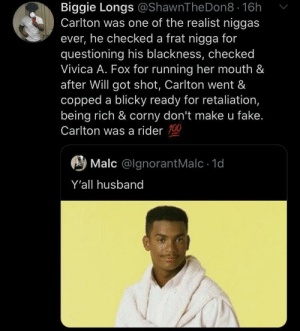 Biggie Longs @ShawnTheDon8 · 16h
Carlton was one of the realist niggas
ever, he checked a frat nigga for
questioning his blackness, checked
Vivica A. Fox for running her mouth &
after Will got shot, Carlton went &
copped a blicky ready for retaliation,
being rich & corny don't make u fake.
Carlton was a rider 💯
Malc @IgnorantMalc · 1d
Y'all husband